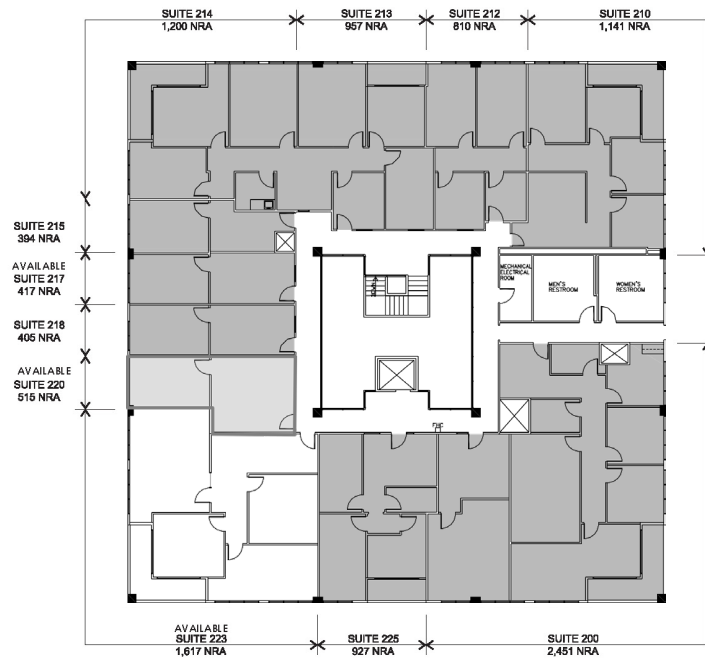 SUITE 214
1,200 NRA
SUITE 213
957 NRA
SUITE 212
810 NRA
SUITE 210
1,141 NRA
SUITE 215
394 NRA
AVAILABLE
SUITE 217
417 NRA
SUITE 218
405 NRA
AVAILABLE
SUITE 220
515 NRA
MECHANICAL
ELECTRICAL
ROOM
MEN'S
RESTROOM
WOMEN'S
RESTROOM
FHC
AVAILABLE
SUITE 223
1,617 NRA
SUITE 225
927 NRA
SUITE 200
2,451 NRA